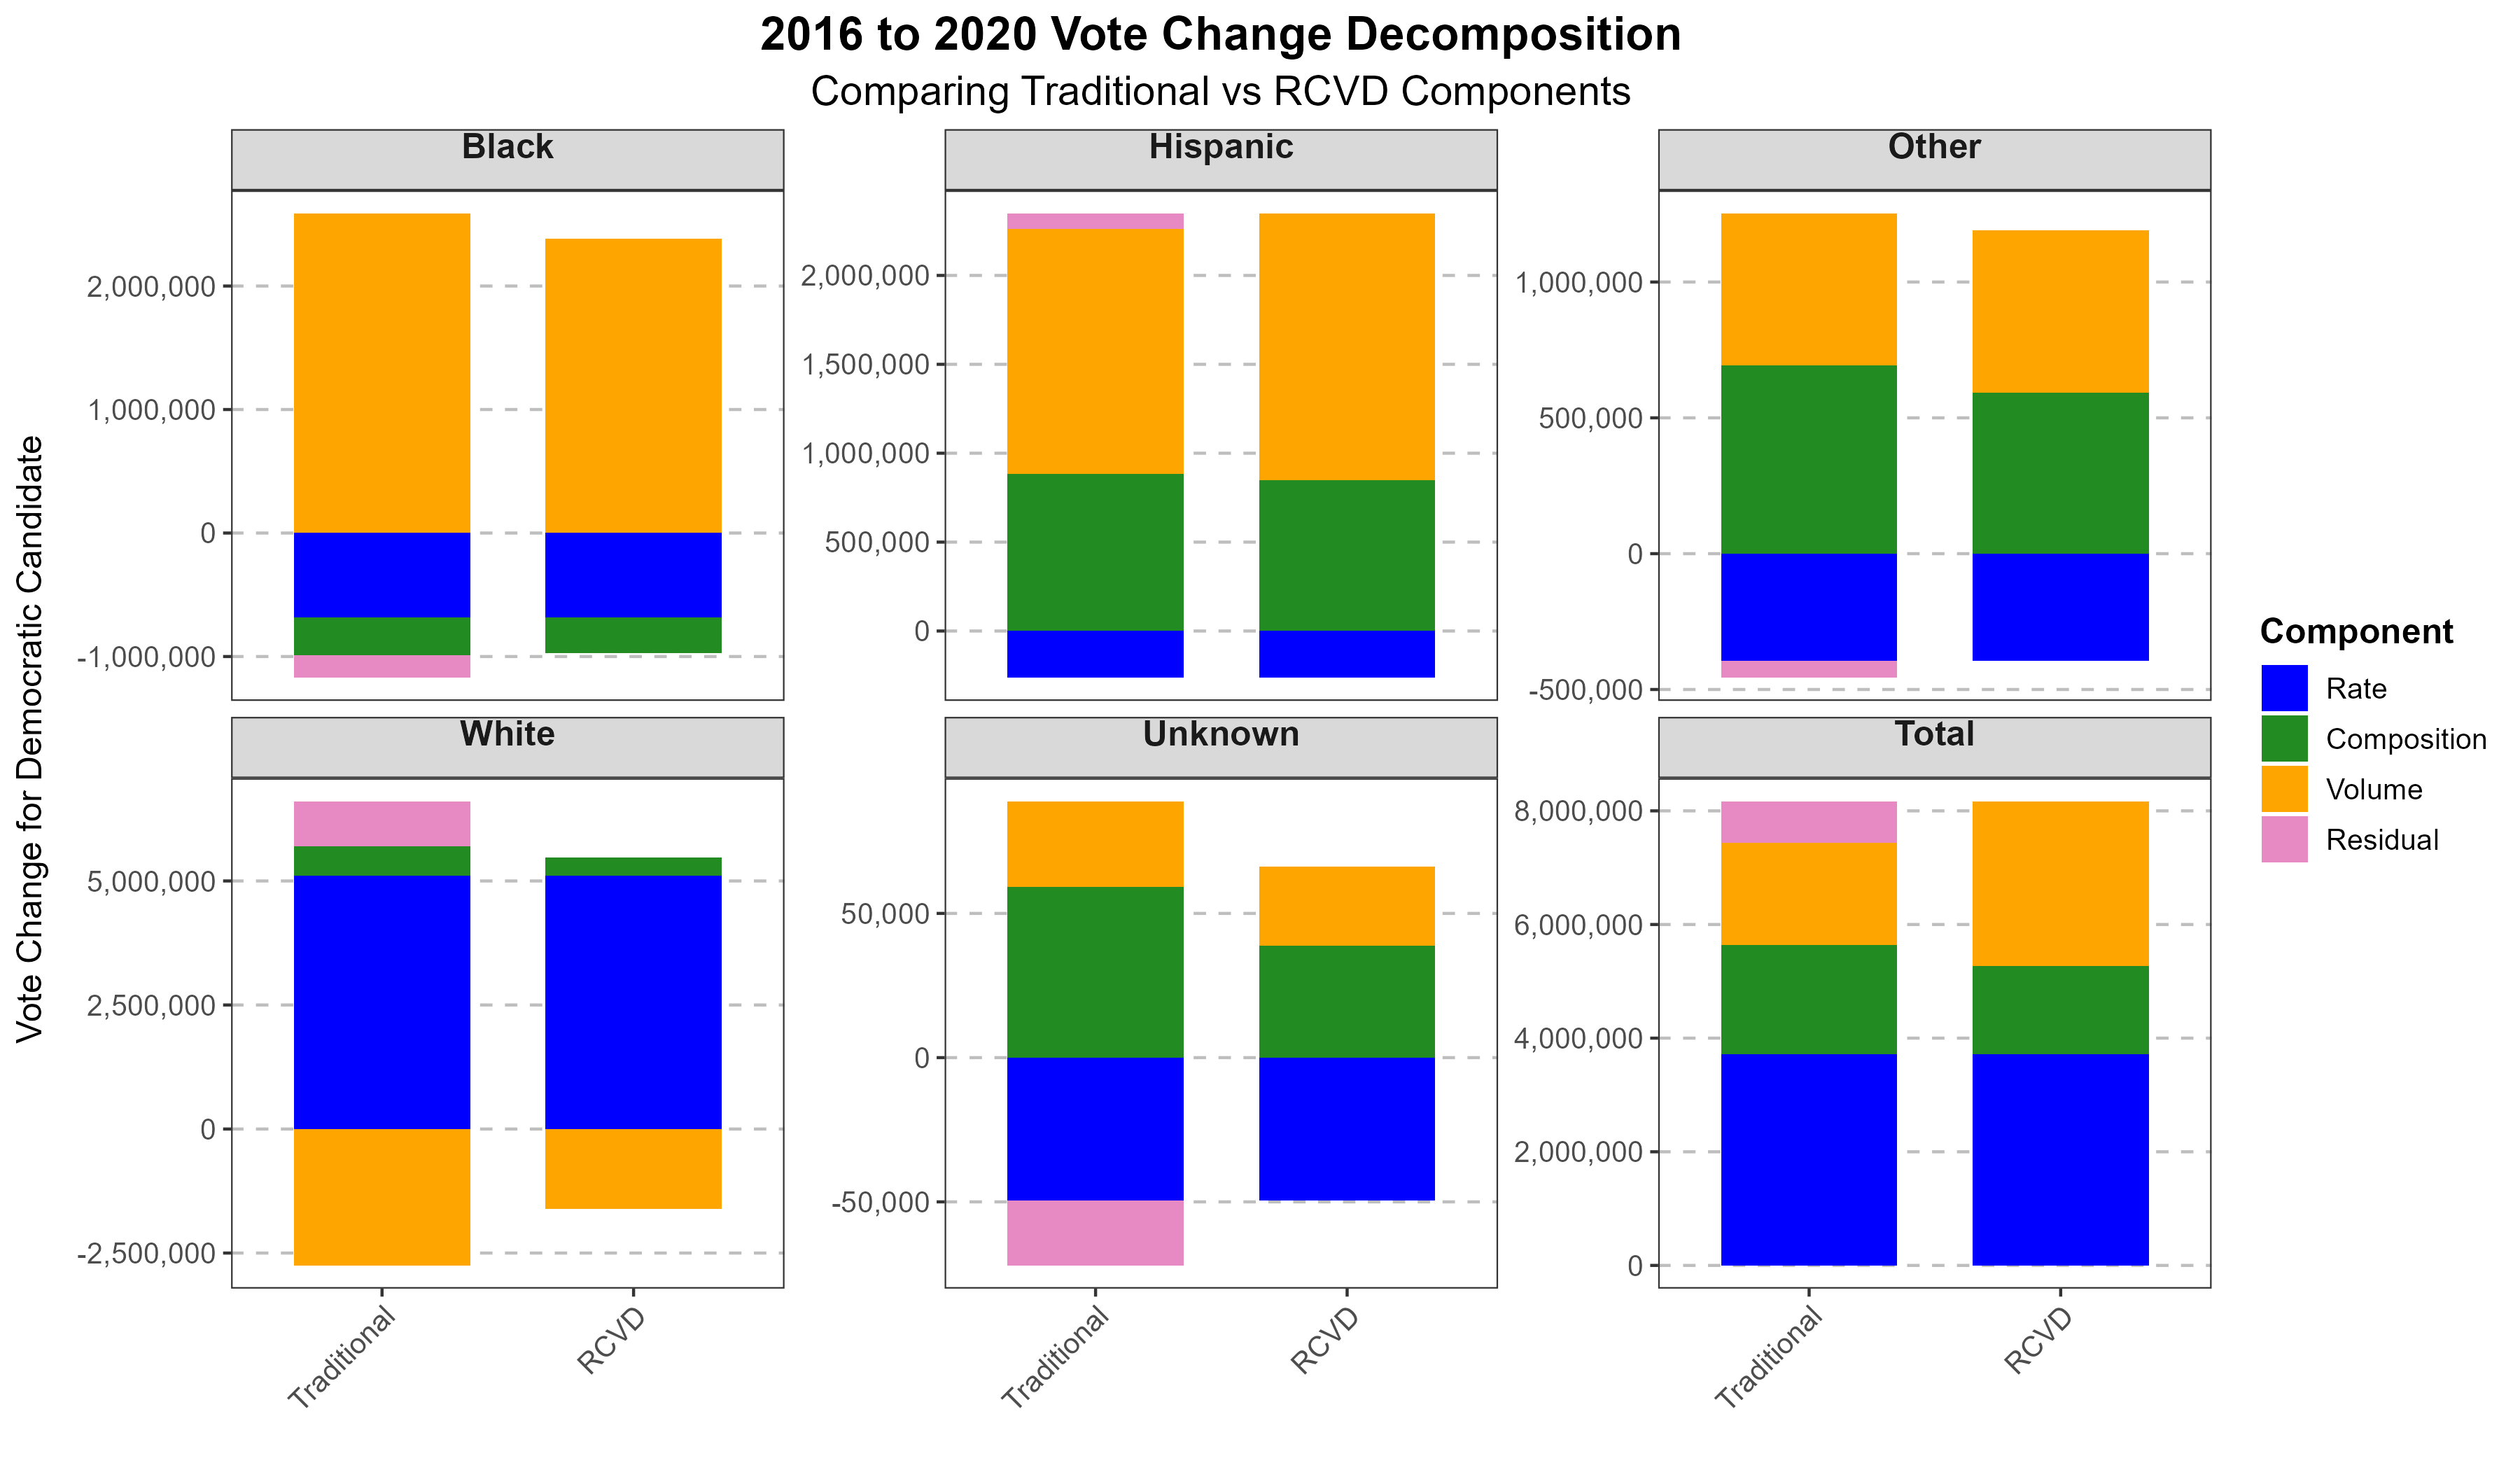 2016 to 2020 Vote Change Decomposition
Comparing Traditional vs RCVD Components
Vote Change for Democratic Candidate
Black
2,000,000
1,000,000
0
-1,000,000
Hispanic
2,000,000
1,500,000
1,000,000
500,000
0
Other
1,000,000
500,000
0
-500,000
White
5,000,000
2,500,000
0
-2,500,000
Traditional
RCVD
Unknown
50,000
0
-50,000
Traditional
RCVD
Total
8,000,000
6,000,000
4,000,000
2,000,000
0
Traditional
RCVD
Component
Rate
Composition
Volume
Residual